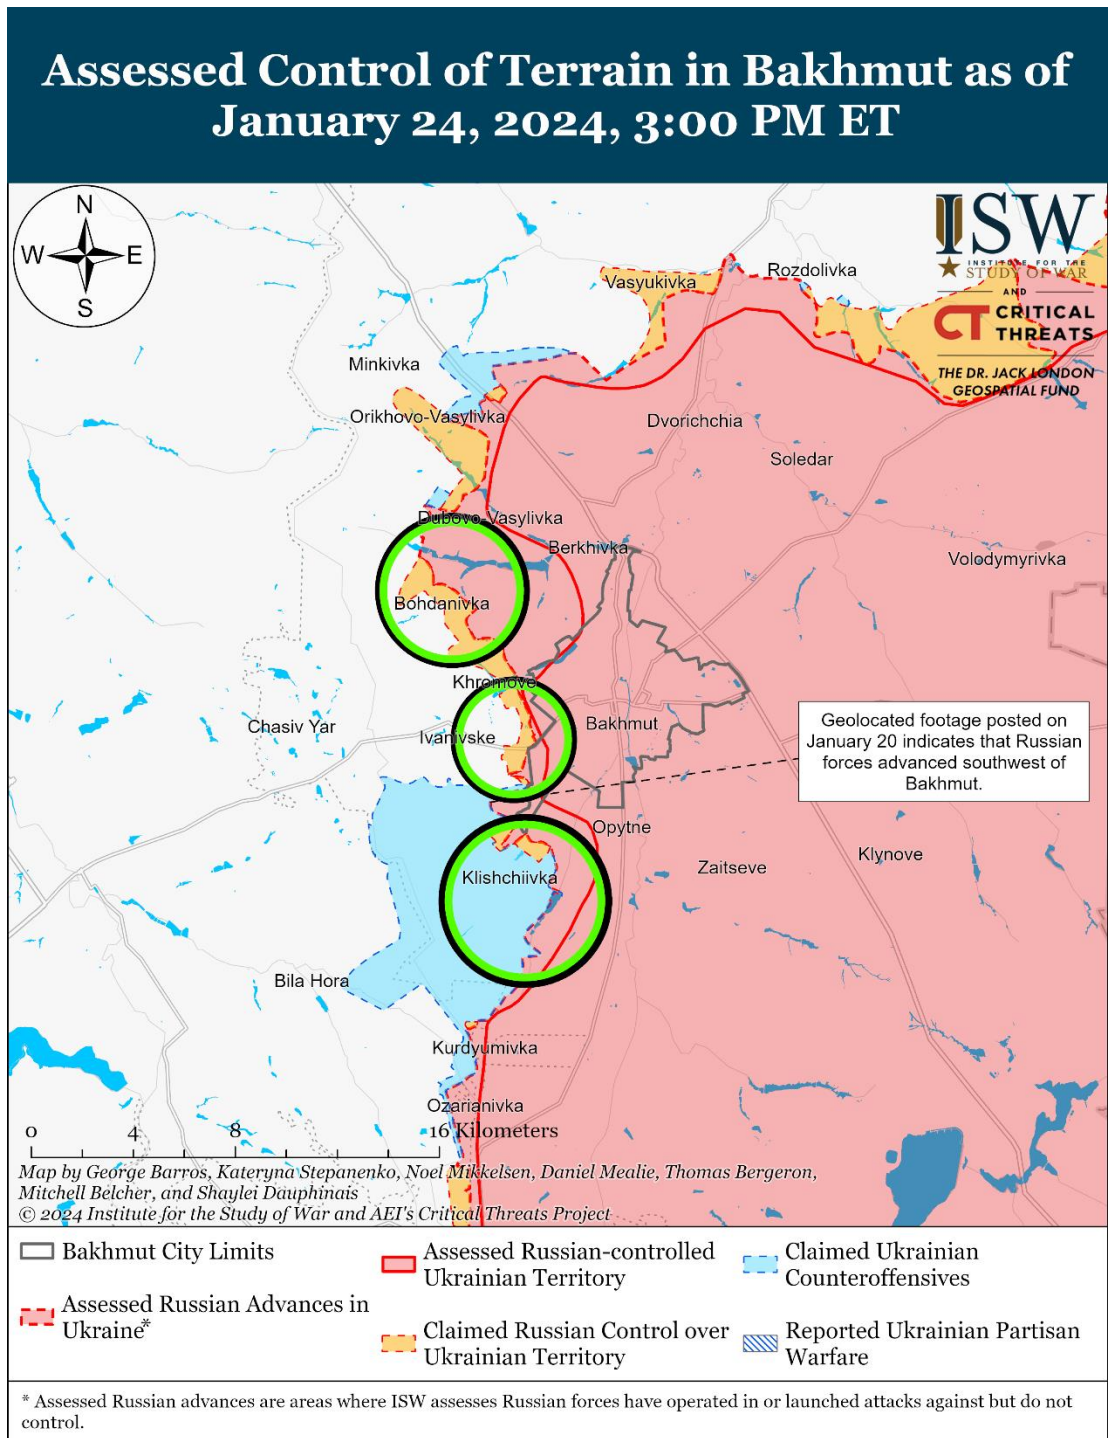 Assessed Control of Terrain in Bakhmut as of
January 24, 2024, 3:00 PM ET
N
W
E
S
ISW
INSTITUTE FOR THE
STUDY OF WAR
AND
CT CRITICAL
THREATS
THE DR. JACK LONDON
GEOSPATIAL FUND
Rozdolivka
Vasyukivka
Minkivka
Orikhovo-Vasylivka
Dvorichchia
Soledar
Dubovo-Vasylivka
Berkhivka
Volodymyrivka
Bohdanivka
Khromove
Chasiv Yar
Ivanivske
Bakhmut
Geolocated footage posted on
January 20 indicates that Russian
forces advanced southwest of
Bakhmut.
Opytne
Zaitseve
Klynove
Klishchiivka
Bila Hora
Kurdyumivka
Ozarianivka
0 4 8 16 Kilometers
Map by George Barros, Kateryna Stepanenko, Noel Mikkelsen, Daniel Mealie, Thomas Bergeron,
Mitchell Belcher, and Shaylei Dauphinais
© 2024 Institute for the Study of War and AEI's Critical Threats Project
Bakhmut City Limits
Assessed Russian Advances in
Ukraine*
Assessed Russian-controlled
Ukrainian Territory
Claimed Russian Control over
Ukrainian Territory
Claimed Ukrainian
Counteroffensives
Reported Ukrainian Partisan
Warfare
* Assessed Russian advances are areas where ISW assesses Russian forces have operated in or launched attacks against but do not
control.